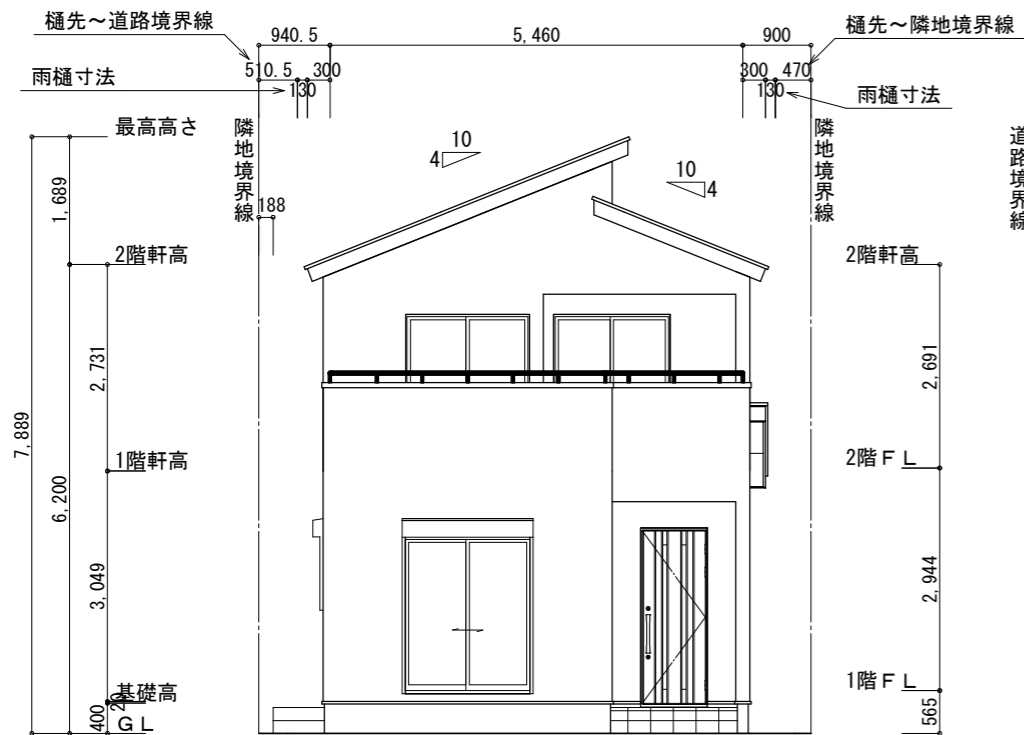 樋先～道路境界線
樋先～隣地境界線
940.5
5,460
900
510.5
300
130
300
470
130
雨樋寸法
雨樋寸法
最高高さ
隣地境界線
隣地境界線
道路境界線
10
4
10
4
188
1,689
2階軒高
2階軒高
2,731
2,691
7,889
6,200
1階軒高
2階ＦＬ
3,049
2,944
基礎高
20
1階ＦＬ
400
ＧＬ
565